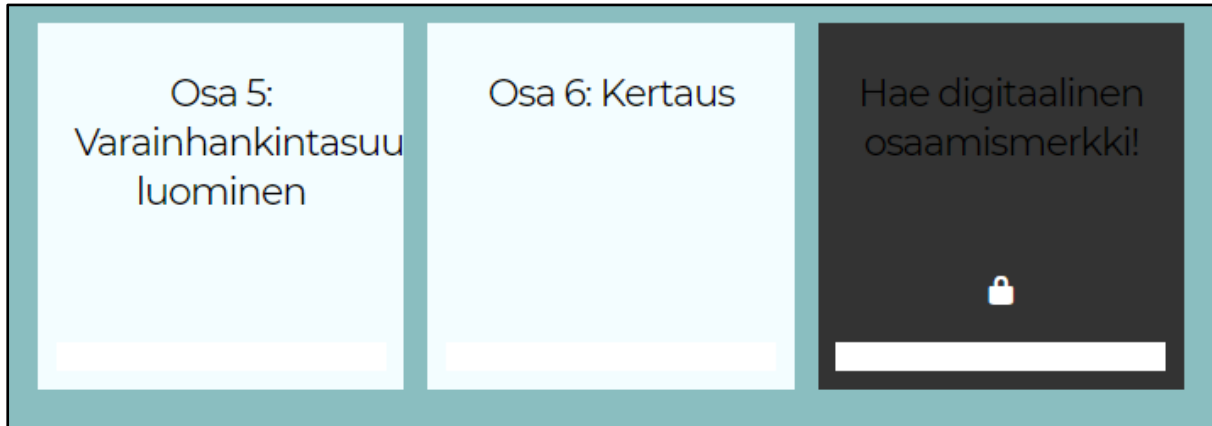 Osa 5:
Varainhankintasuu
luominen
Osa 6: Kertaus
Hae digitaalinen
osaamismerkki!